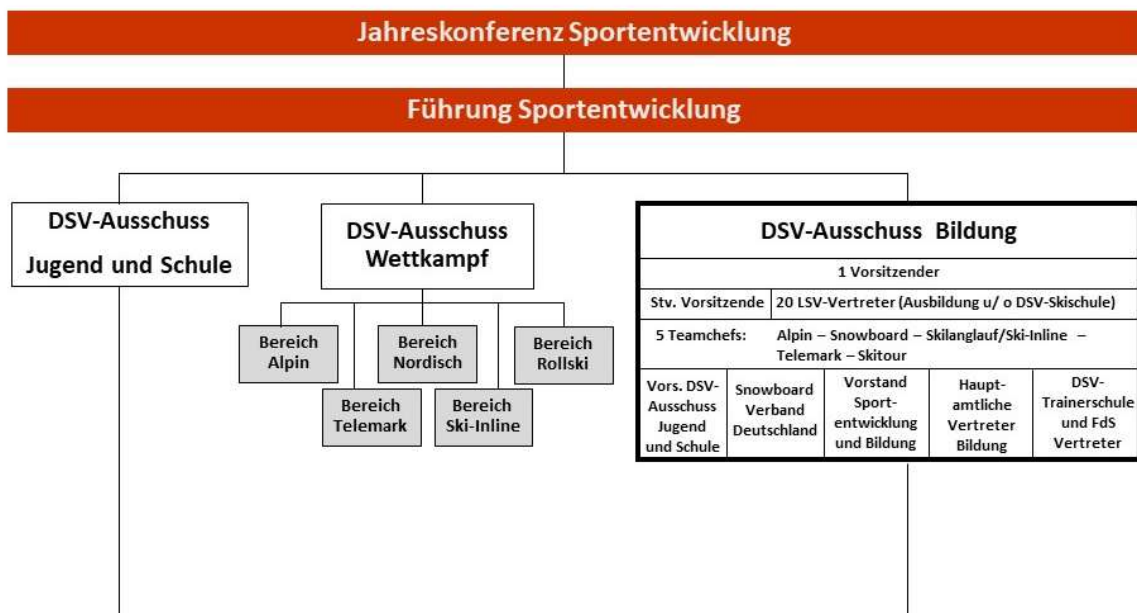 Jahreskonferenz Sportentwicklung
Führung Sportentwicklung
DSV-Ausschuss
Jugend und Schule
DSV-Ausschuss
Wettkampf
Bereich
Alpin
Bereich
Nordisch
Bereich
Rollski
Bereich
Telemark
Bereich
Ski-Inline
DSV-Ausschuss Bildung
1 Vorsitzender
Stv. Vorsitzende
20 LSV-Vertreter (Ausbildung u/ o DSV-Skischule)
5 Teamchefs: Alpin – Snowboard – Skilanglauf/Ski-Inline –
Telemark – Skitour
Vors. DSV-
Ausschuss
Jugend
und Schule
Snowboard
Verband
Deutschland
Vorstand
Sport-
entwicklung
und Bildung
Haupt-
amtliche
Vertreter
Bildung
DSV-
Trainerschule
und FdS
Vertreter